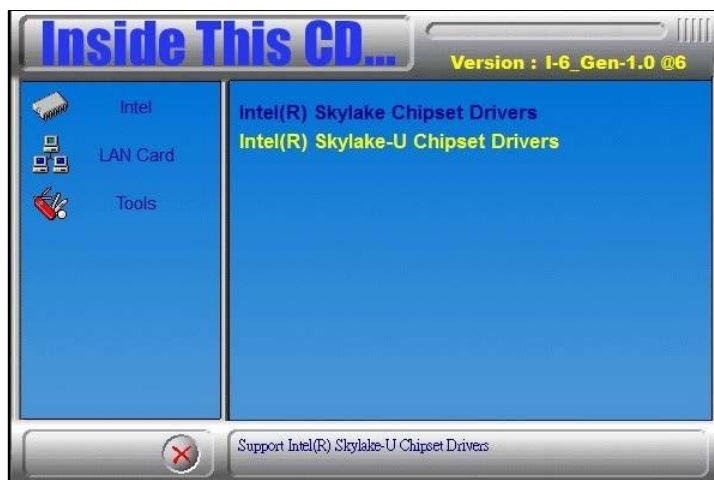 Inside This CD...
Version : I-6_Gen-1.0 @6
Intel
LAN Card
Tools
Intel(R) Skylake Chipset Drivers
Intel(R) Skylake-U Chipset Drivers
Support Intel(R) Skylake-U Chipset Drivers